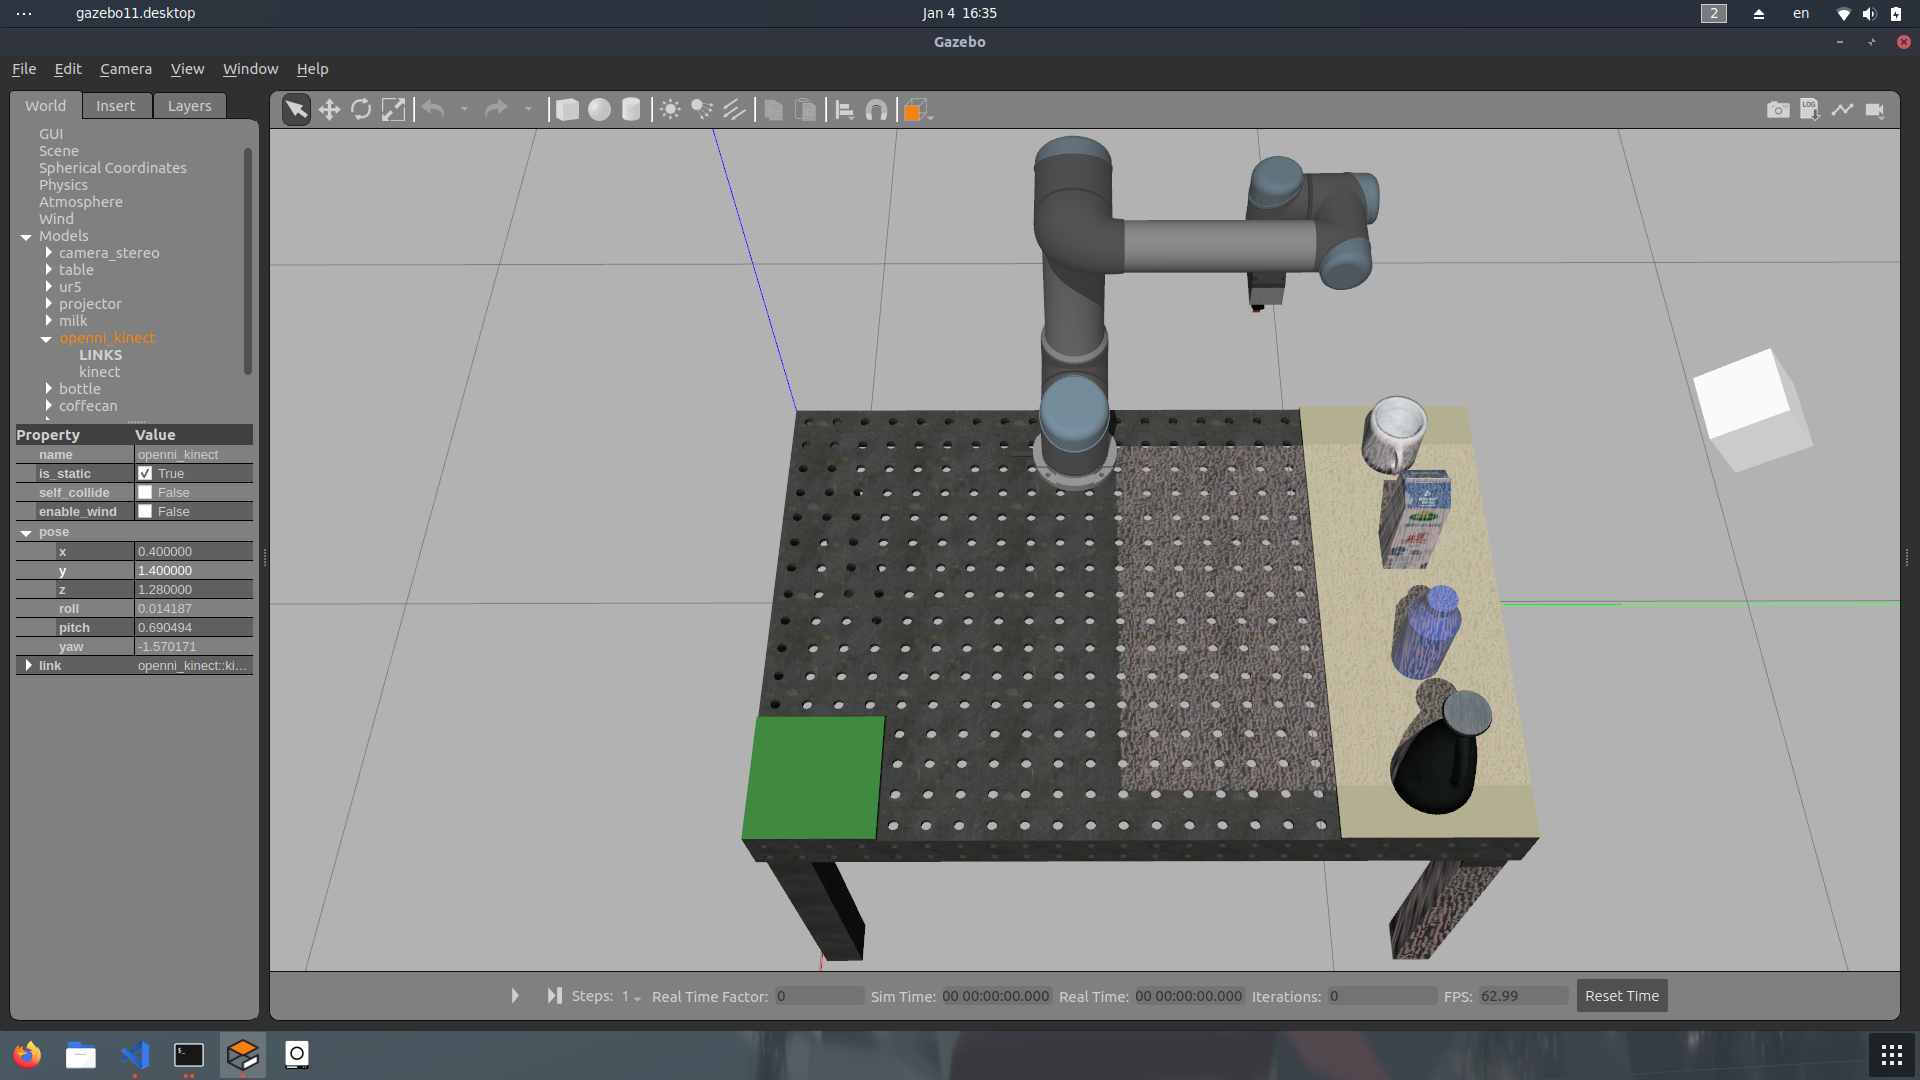 gazebo11.desktop
Jan 4 16:35
2
en
Gazebo
File Edit Camera View Window Help
World Insert Layers
GUI
Scene
Spherical Coordinates
Physics
Atmosphere
Wind
Models
camera_stereo
table
ur5
projector
milk
openni_kinect
LINKS
kinect
bottle
coffecan
Property Value
name openni_kinect
is_static True
self_collide False
enable_wind False
pose
x 0.400000
y 1.400000
z 1.280000
roll 0.014187
pitch 0.690494
yaw -1.570171
link openni_kinect::ki...
LOG
Steps: 1 Real Time Factor: 0 Sim Time: 00 00:00:00.000 Real Time: 00 00:00:00.000 Iterations: 0 FPS: 62.99 Reset Time